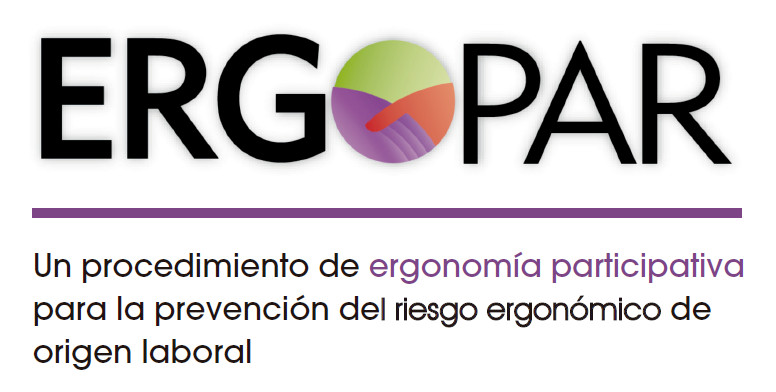 ERGOPAR
Un procedimiento de ergonomía participativa
para la prevención del riesgo ergonómico de
origen laboral